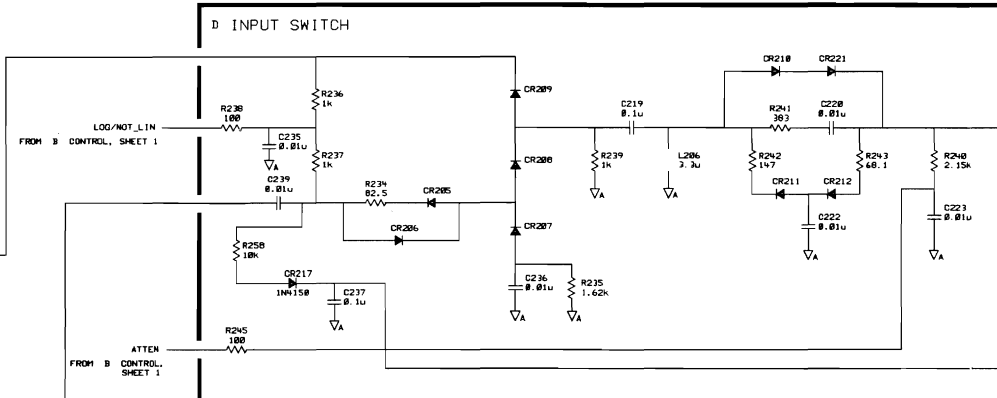 D INPUT SWITCH
CR210
CR221
CR209
R236
1k
R238
100
C219
0.1u
R241
383
C220
0.01u
LOG/NOT_LIN
FROM B CONTROL, SHEET 1
C235
0.01u
A
R237
1k
CR208
R239
1k
A
L206
3.3u
R242
147
R243
68.1
R240
2.15k
C239
0.01u
R234
82.5
CR205
CR211
CR212
CR206
CR207
C222
0.01u
A
C223
0.01u
A
R258
10k
CR217
1N4150
C237
0.1u
A
C236
0.01u
A
R235
1.62k
A
R245
100
ATTEN
FROM B CONTROL,
SHEET 1